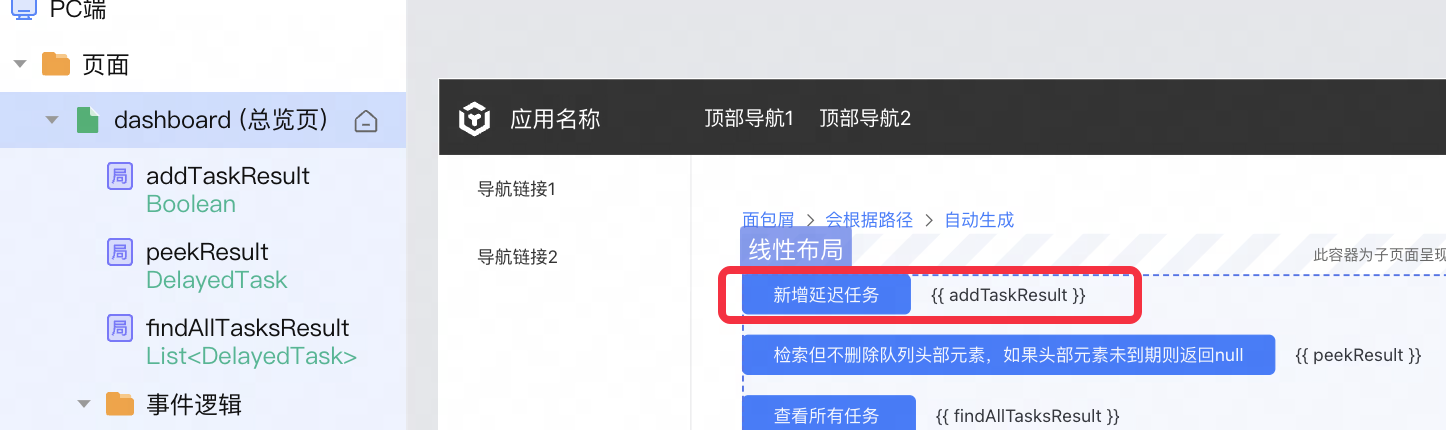 PC端
页面
dashboard (总览页)
局 addTaskResult
Boolean
局 peekResult
DelayedTask
局 findAllTasksResult
List<DelayedTask>
事件逻辑
应用名称 顶部导航1 顶部导航2
导航链接1
导航链接2
面包屑 > 会根据路径 > 自动生成
线性布局
此容器为子页面呈现
新增延迟任务 {{ addTaskResult }}
检索但不删除队列头部元素，如果头部元素未到期则返回null {{ peekResult }}
查看所有任务 {{ findAllTasksResult }}